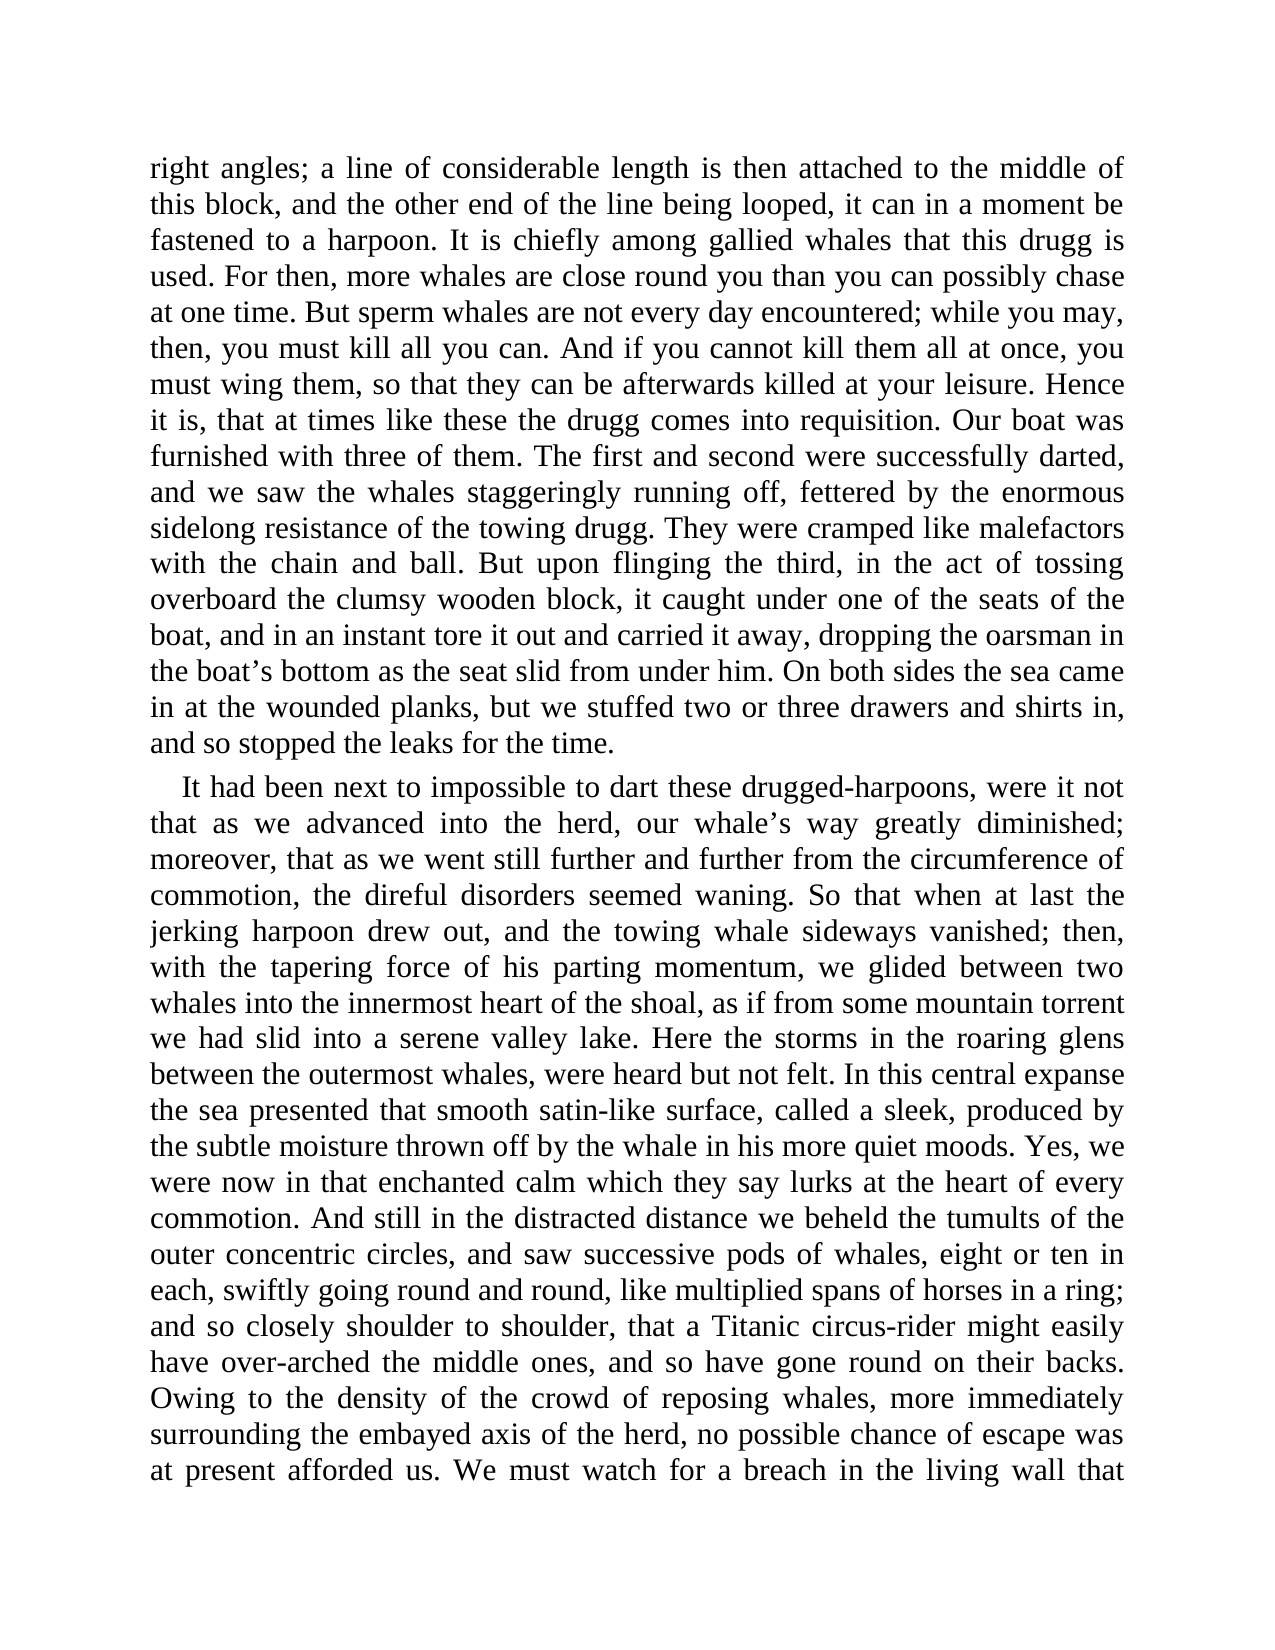 right angles; a line of considerable length is then attached to the middle of
this block, and the other end of the line being looped, it can in a moment be
fastened to a harpoon. It is chiefly among gallied whales that this drugg is
used. For then, more whales are close round you than you can possibly chase
at one time. But sperm whales are not every day encountered; while you may,
then, you must kill all you can. And if you cannot kill them all at once, you
must wing them, so that they can be afterwards killed at your leisure. Hence
it is, that at times like these the drugg comes into requisition. Our boat was
furnished with three of them. The first and second were successfully darted,
and we saw the whales staggeringly running off, fettered by the enormous
sidelong resistance of the towing drugg. They were cramped like malefactors
with the chain and ball. But upon flinging the third, in the act of tossing
overboard the clumsy wooden block, it caught under one of the seats of the
boat, and in an instant tore it out and carried it away, dropping the oarsman in
the boat’s bottom as the seat slid from under him. On both sides the sea came
in at the wounded planks, but we stuffed two or three drawers and shirts in,
and so stopped the leaks for the time.
It had been next to impossible to dart these drugged-harpoons, were it not
that as we advanced into the herd, our whale’s way greatly diminished;
moreover, that as we went still further and further from the circumference of
commotion, the direful disorders seemed waning. So that when at last the
jerking harpoon drew out, and the towing whale sideways vanished; then,
with the tapering force of his parting momentum, we glided between two
whales into the innermost heart of the shoal, as if from some mountain torrent
we had slid into a serene valley lake. Here the storms in the roaring glens
between the outermost whales, were heard but not felt. In this central expanse
the sea presented that smooth satin-like surface, called a sleek, produced by
the subtle moisture thrown off by the whale in his more quiet moods. Yes, we
were now in that enchanted calm which they say lurks at the heart of every
commotion. And still in the distracted distance we beheld the tumults of the
outer concentric circles, and saw successive pods of whales, eight or ten in
each, swiftly going round and round, like multiplied spans of horses in a ring;
and so closely shoulder to shoulder, that a Titanic circus-rider might easily
have over-arched the middle ones, and so have gone round on their backs.
Owing to the density of the crowd of reposing whales, more immediately
surrounding the embayed axis of the herd, no possible chance of escape was
at present afforded us. We must watch for a breach in the living wall that